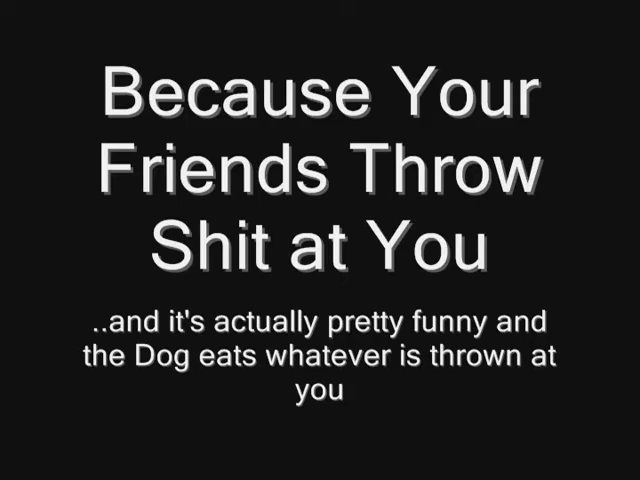 Because Your
Friends Throw
Shit at You
..and it's actually pretty funny and
the Dog eats whatever is thrown at
you